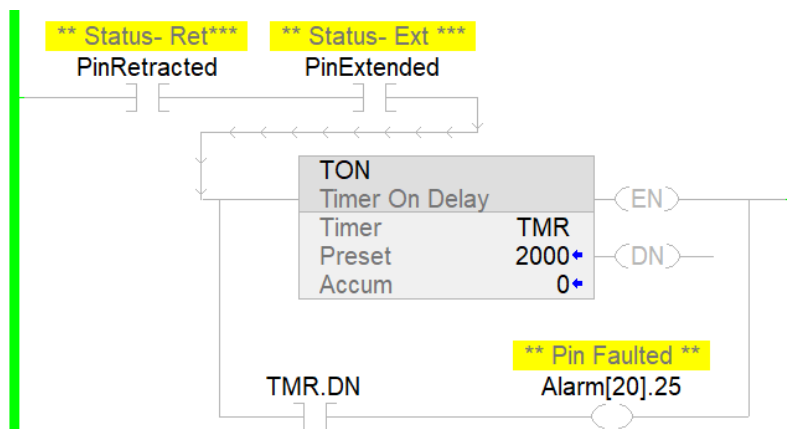 ** Status- Ret*** ** Status- Ext ***
PinRetracted PinExtended
TON
Timer On Delay EN
Timer TMR
Preset 2000 DN
Accum 0
** Pin Faulted **
TMR.DN Alarm[20].25